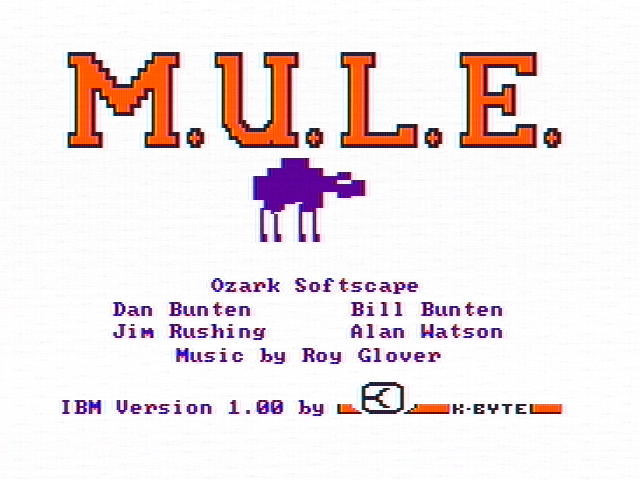 M.U.L.E.
Ozark Softscape
Dan Bunten Bill Bunten
Jim Rushing Alan Watson
Music by Roy Glover
IBM Version 1.00 by K-BYTE